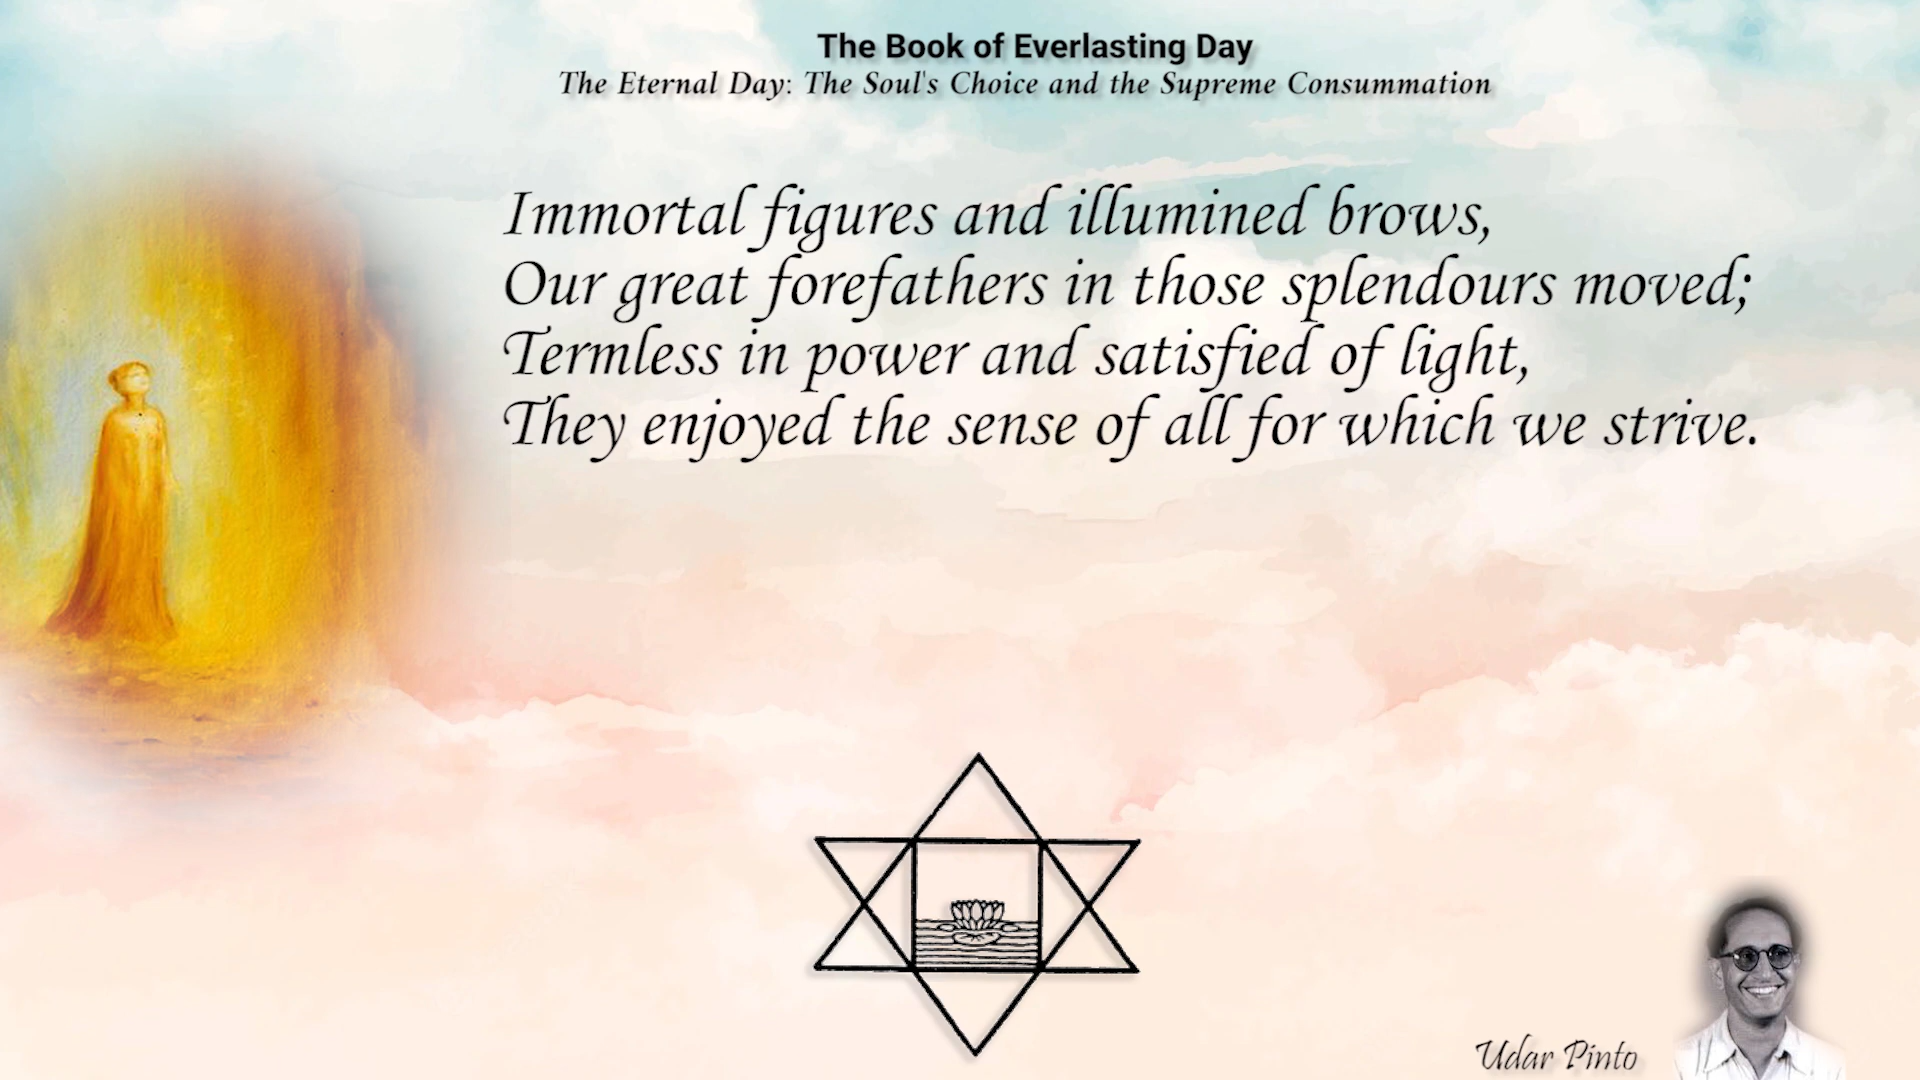 The Book of Everlasting Day
The Eternal Day: The Soul's Choice and the Supreme Consummation
Immortal figures and illumined brows,
Our great forefathers in those splendours moved;
Termless in power and satisfied of light,
They enjoyed the sense of all for which we strive.
Udar Pinto